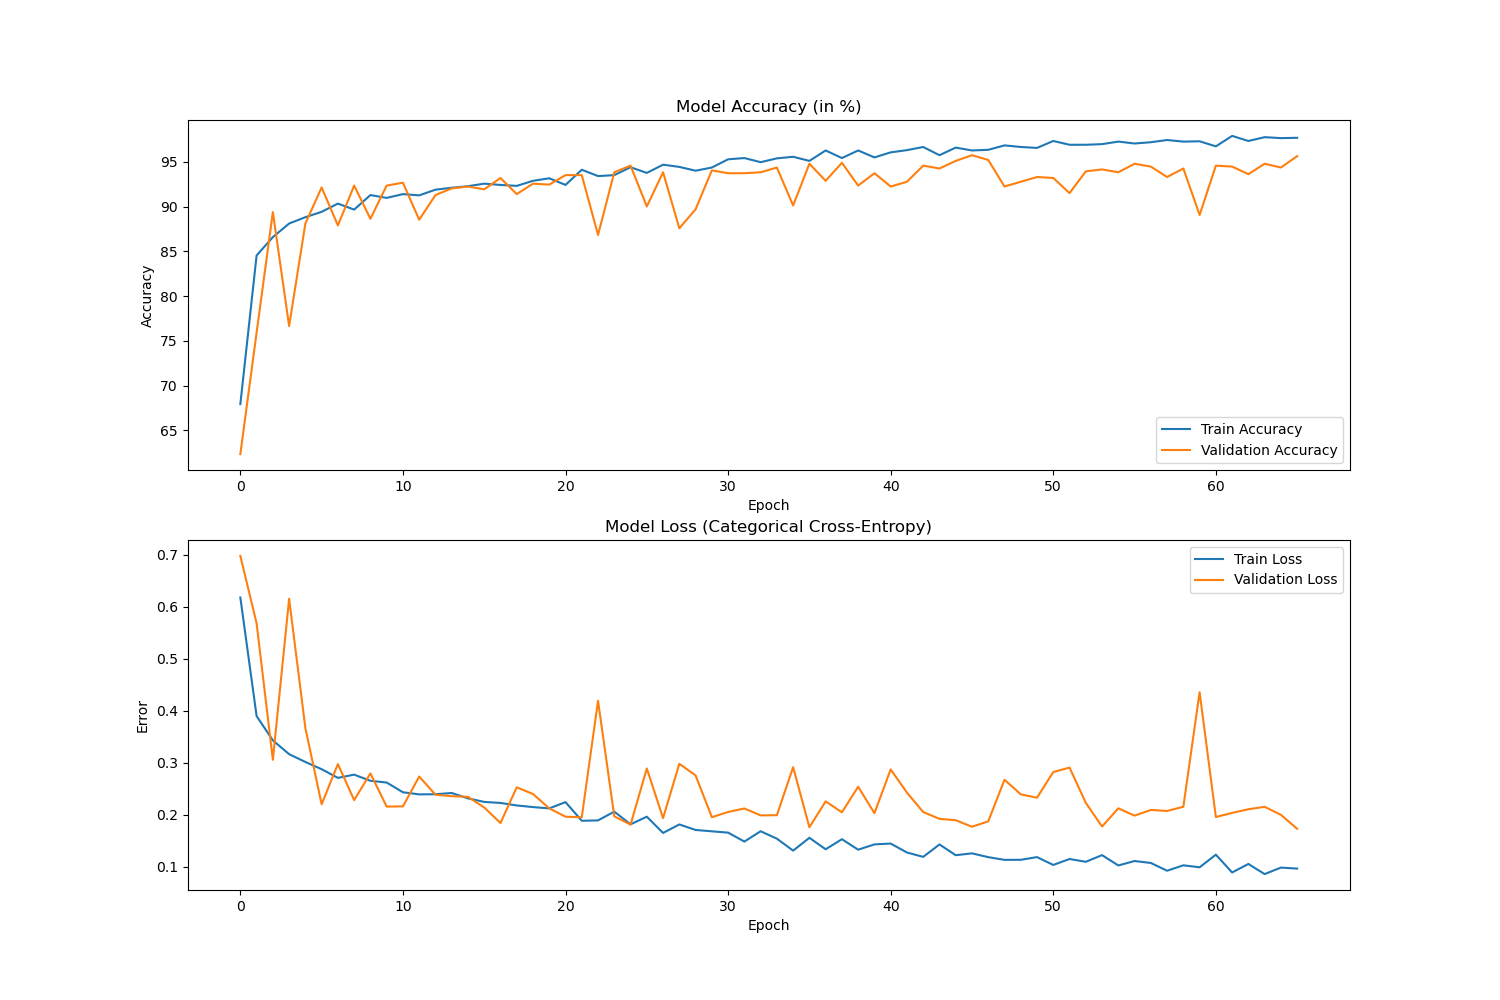 Model Accuracy (in %)
Accuracy
95
90
85
80
75
70
65
Train Accuracy
Validation Accuracy
0 10 20 30 40 50 60
Epoch
Model Loss (Categorical Cross-Entropy)
Error
0.7
0.6
0.5
0.4
0.3
0.2
0.1
Train Loss
Validation Loss
0 10 20 30 40 50 60
Epoch